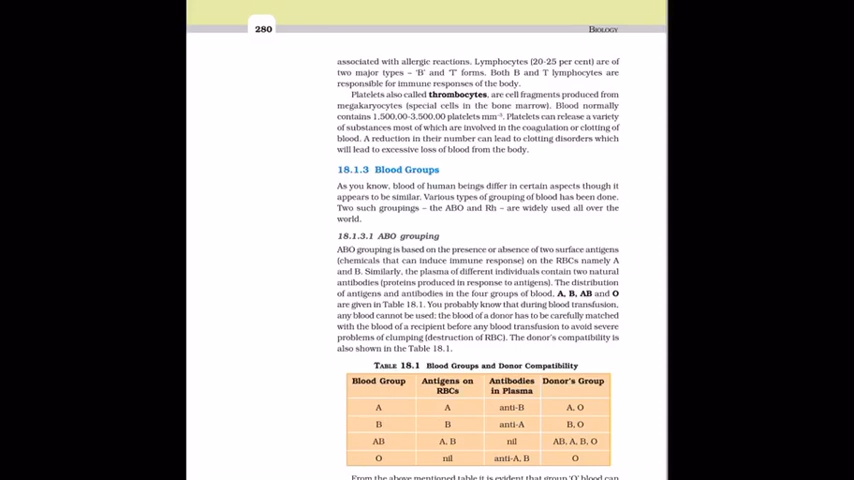 280
BIOLOGY
associated with allergic reactions. Lymphocytes (20-25 per cent) are of
two major types – 'B' and 'T' forms. Both B and T lymphocytes are
responsible for immune responses of the body.
Platelets also called thrombocytes, are cell fragments produced from
megakaryocytes (special cells in the bone marrow). Blood normally
contains 1,500,00-3,500,00 platelets mm⁻³. Platelets can release a variety
of substances most of which are involved in the coagulation or clotting of
blood. A reduction in their number can lead to clotting disorders which
will lead to excessive loss of blood from the body.
18.1.3 Blood Groups
As you know, blood of human beings differ in certain aspects though it
appears to be similar. Various types of grouping of blood has been done.
Two such groupings – the ABO and Rh – are widely used all over the
world.
18.1.3.1 ABO grouping
ABO grouping is based on the presence or absence of two surface antigens
(chemicals that can induce immune response) on the RBCs namely A
and B. Similarly, the plasma of different individuals contain two natural
antibodies (proteins produced in response to antigens). The distribution
of antigens and antibodies in the four groups of blood, A, B, AB and O
are given in Table 18.1. You probably know that during blood transfusion,
any blood cannot be used; the blood of a donor has to be carefully matched
with the blood of a recipient before any blood transfusion to avoid severe
problems of clumping (destruction of RBC). The donor's compatibility is
also shown in the Table 18.1.
TABLE 18.1 Blood Groups and Donor Compatibility
Blood Group Antigens on Antibodies Donor's Group
RBCs in Plasma
A A anti-B A, O
B B anti-A B, O
AB A, B nil AB, A, B, O
O nil anti-A, B O
From the above mentioned table it is evident that group 'O' blood can